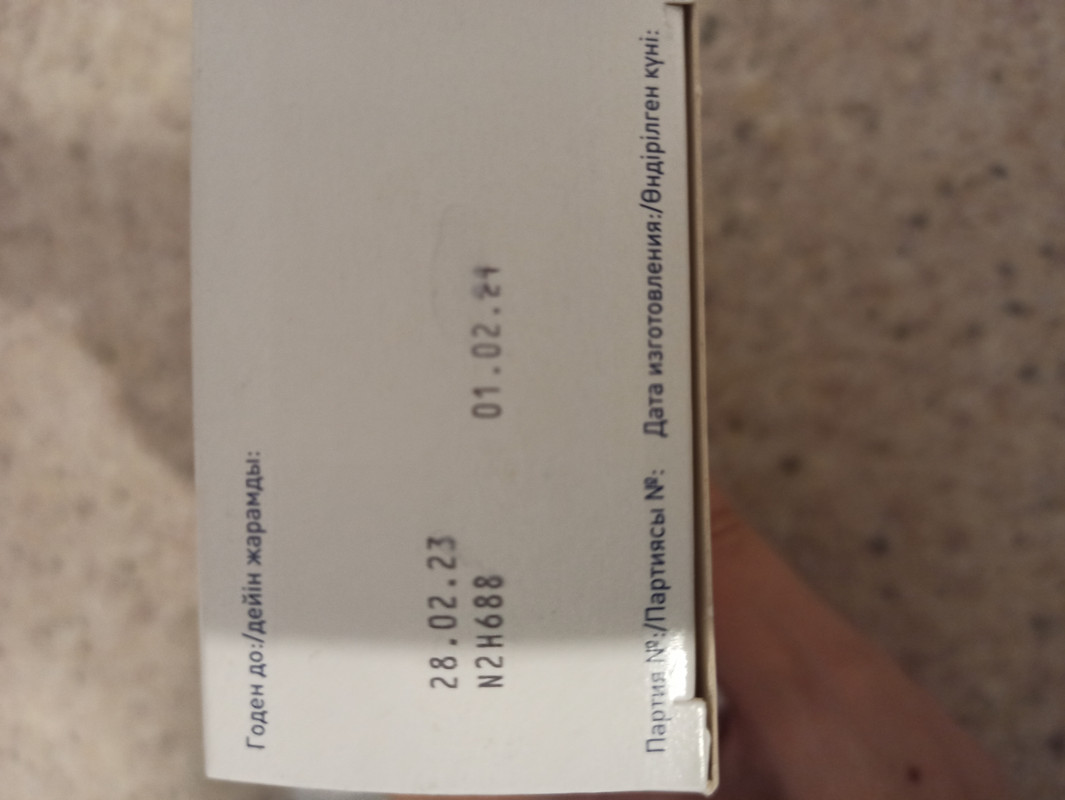 Годен до:/дейін жарамды:
28.02.23
N2H688 01.02.21
Партия №:/Партиясы №: Дата изготовления:/Өндірілген күні: